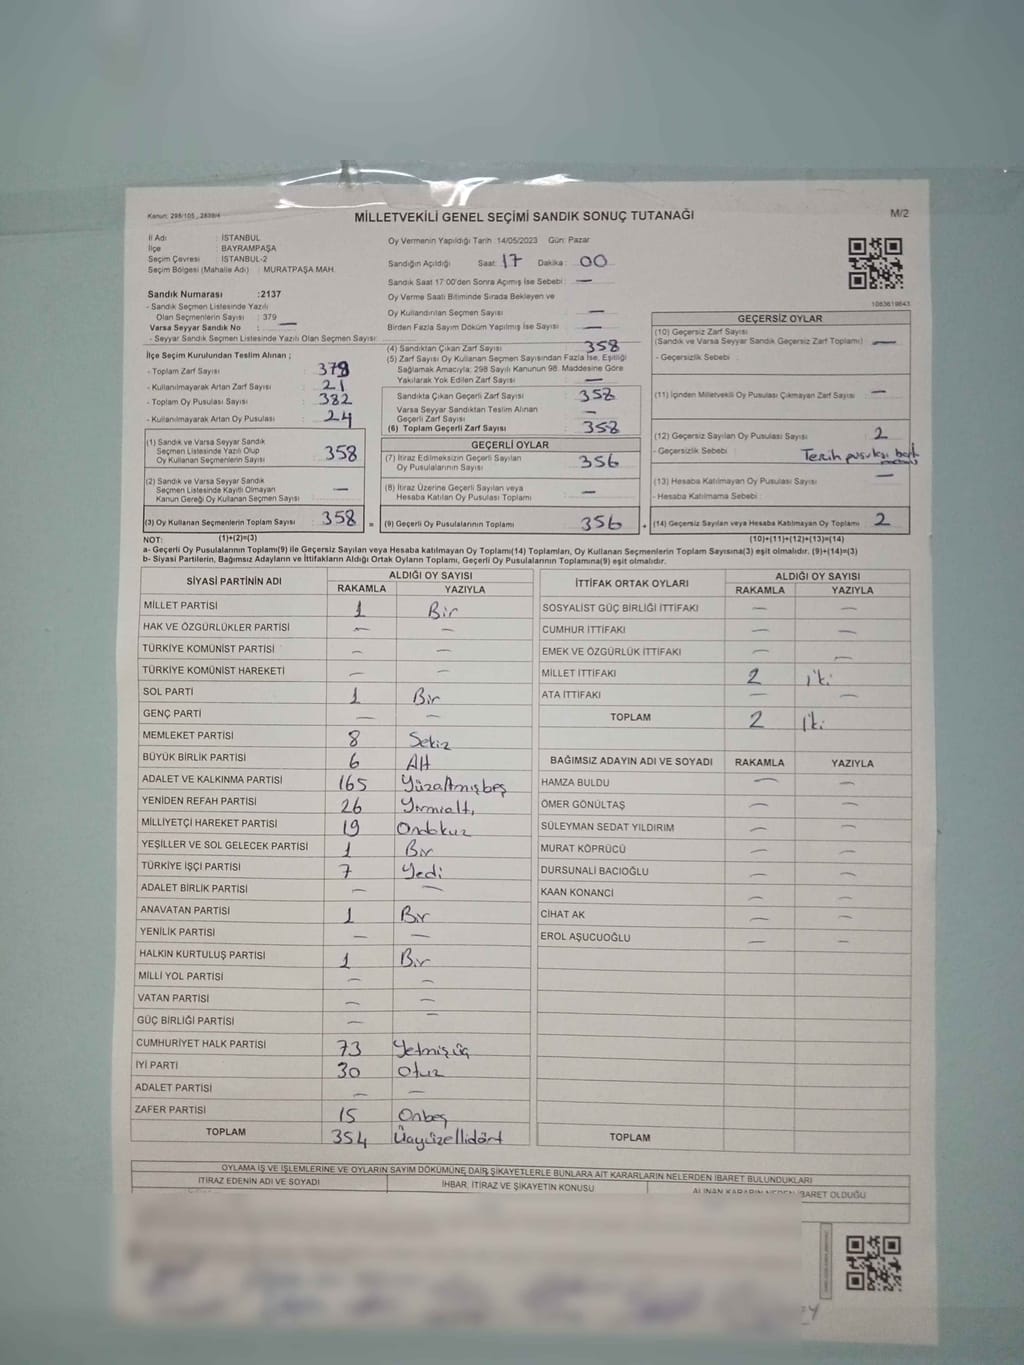 Kanun: 298/105 , 2839/4
MİLLETVEKİLİ GENEL SEÇİMİ SANDIK SONUÇ TUTANAĞI
M/2
İl Adı : İSTANBUL
İlçe : BAYRAMPAŞA
Seçim Çevresi : İSTANBUL-2
Seçim Bölgesi (Mahalle Adı) : MURATPAŞA MAH.
Sandık Numarası :2137
- Sandık Seçmen Listesinde Yazılı
Olan Seçmenlerin Sayısı : 379
Varsa Seyyar Sandık No : —
- Seyyar Sandık Seçmen Listesinde Yazılı Olan Seçmen Sayısı :
Oy Vermenin Yapıldığı Tarih :14/05/2023 Gün: Pazar
Sandığın Açıldığı Saat: 17 Dakika : 00
Sandık Saat 17:00'den Sonra Açılmış İse Sebebi : —
Oy Verme Saati Bitiminde Sırada Bekleyen ve
Oy Kullandırılan Seçmen Sayısı —
Birden Fazla Sayım Döküm Yapılmış İse Sayısı : —
1083619843
İlçe Seçim Kurulundan Teslim Alınan ;
- Toplam Zarf Sayısı : 379
- Kullanılmayarak Artan Zarf Sayısı : 21
- Toplam Oy Pusulası Sayısı : 382
- Kullanılmayarak Artan Oy Pusulası : 24
(1) Sandık ve Varsa Seyyar Sandık
Seçmen Listesinde Yazılı Olup
Oy Kullanan Seçmenlerin Sayısı 358
(2) Sandık ve Varsa Seyyar Sandık
Seçmen Listesinde Kayıtlı Olmayan
Kanun Gereği Oy Kullanan Seçmen Sayısı —
(3) Oy Kullanan Seçmenlerin Toplam Sayısı 358 =
(4) Sandıktan Çıkan Zarf Sayısı : 358
(5) Zarf Sayısı Oy Kullanan Seçmen Sayısından Fazla İse, Eşitliği
Sağlamak Amacıyla; 298 Sayılı Kanunun 98. Maddesine Göre
Yakılarak Yok Edilen Zarf Sayısı : —
Sandıkta Çıkan Geçerli Zarf Sayısı : 358
Varsa Seyyar Sandıktan Teslim Alınan
Geçerli Zarf Sayısı : —
(6) Toplam Geçerli Zarf Sayısı : 358
GEÇERLİ OYLAR
(7) İtiraz Edilmeksizin Geçerli Sayılan
Oy Pusulalarının Sayısı : 356
(8) İtiraz Üzerine Geçerli Sayılan veya
Hesaba Katılan Oy Pusulası Toplamı : —
(9) Geçerli Oy Pusulalarının Toplamı : 356 +
GEÇERSİZ OYLAR
(10) Geçersiz Zarf Sayısı
(Sandık ve Varsa Seyyar Sandık Geçersiz Zarf Toplamı) : —
- Geçersizlik Sebebi :
(11) İçinden Milletvekili Oy Pusulası Çıkmayan Zarf Sayısı : —
(12) Geçersiz Sayılan Oy Pusulası Sayısı : 2
- Geçersizlik Sebebi : Tercih pusulası
(13) Hesaba Katılmayan Oy Pusulası Sayısı : —
- Hesaba Katılmama Sebebi :
(14) Geçersiz Sayılan veya Hesaba Katılmayan Oy Toplamı : 2
NOT: (1)+(2)=(3) (10)+(11)+(12)+(13)=(14)
a- Geçerli Oy Pusulalarının Toplamı(9) ile Geçersiz Sayılan veya Hesaba katılmayan Oy Toplamı(14) Toplamları, Oy Kullanan Seçmenlerin Toplam Sayısına(3) eşit olmalıdır. (9)+(14)=(3)
b- Siyasi Partilerin, Bağımsız Adayların ve İttifakların Aldığı Ortak Oyların Toplamı, Geçerli Oy Pusulalarının Toplamına(9) eşit olmalıdır.
SİYASİ PARTİNİN ADI ALDIĞI OY SAYISI
RAKAMLA YAZIYLA
MİLLET PARTİSİ 1 Bir
HAK VE ÖZGÜRLÜKLER PARTİSİ — —
TÜRKİYE KOMÜNİST PARTİSİ — —
TÜRKİYE KOMÜNİST HAREKETİ — —
SOL PARTİ 1 Bir
GENÇ PARTİ — —
MEMLEKET PARTİSİ 8 Sekiz
BÜYÜK BİRLİK PARTİSİ 6 Altı
ADALET VE KALKINMA PARTİSİ 165 Yüzaltmışbeş
YENİDEN REFAH PARTİSİ 26 Yirmialtı
MİLLİYETÇİ HAREKET PARTİSİ 19 Ondokuz
YEŞİLLER VE SOL GELECEK PARTİSİ 1 Bir
TÜRKİYE İŞÇİ PARTİSİ 7 Yedi
ADALET BİRLİK PARTİSİ — —
ANAVATAN PARTİSİ 1 Bir
YENİLİK PARTİSİ — —
HALKIN KURTULUŞ PARTİSİ 1 Bir
MİLLİ YOL PARTİSİ — —
VATAN PARTİSİ — —
GÜÇ BİRLİĞİ PARTİSİ — —
CUMHURİYET HALK PARTİSİ 73 Yetmişüç
İYİ PARTİ 30 Otuz
ADALET PARTİSİ — —
ZAFER PARTİSİ 15 Onbeş
TOPLAM 354 Üçyüzellidört
İTTİFAK ORTAK OYLARI ALDIĞI OY SAYISI
RAKAMLA YAZIYLA
SOSYALİST GÜÇ BİRLİĞİ İTTİFAKI — —
CUMHUR İTTİFAKI — —
EMEK VE ÖZGÜRLÜK İTTİFAKI — —
MİLLET İTTİFAKI 2 iki
ATA İTTİFAKI — —
TOPLAM 2 iki
BAĞIMSIZ ADAYIN ADI VE SOYADI RAKAMLA YAZIYLA
HAMZA BULDU — —
ÖMER GÖNÜLTAŞ — —
SÜLEYMAN SEDAT YILDIRIM — —
MURAT KÖPRÜCÜ — —
DURSUNALİ BACIOĞLU — —
KAAN KONANCI — —
CİHAT AK — —
EROL AŞUCUOĞLU — —
TOPLAM
OYLAMA İŞ VE İŞLEMLERİNE VE OYLARIN SAYIM DÖKÜMÜNE DAİR ŞİKAYETLERLE BUNLARA AİT KARARLARIN NELERDEN İBARET BULUNDUKLARI
İTİRAZ EDENİN ADI VE SOYADI İHBAR, İTİRAZ VE ŞİKAYETİN KONUSU ALINAN KARARIN NEDEN İBARET OLDUĞU